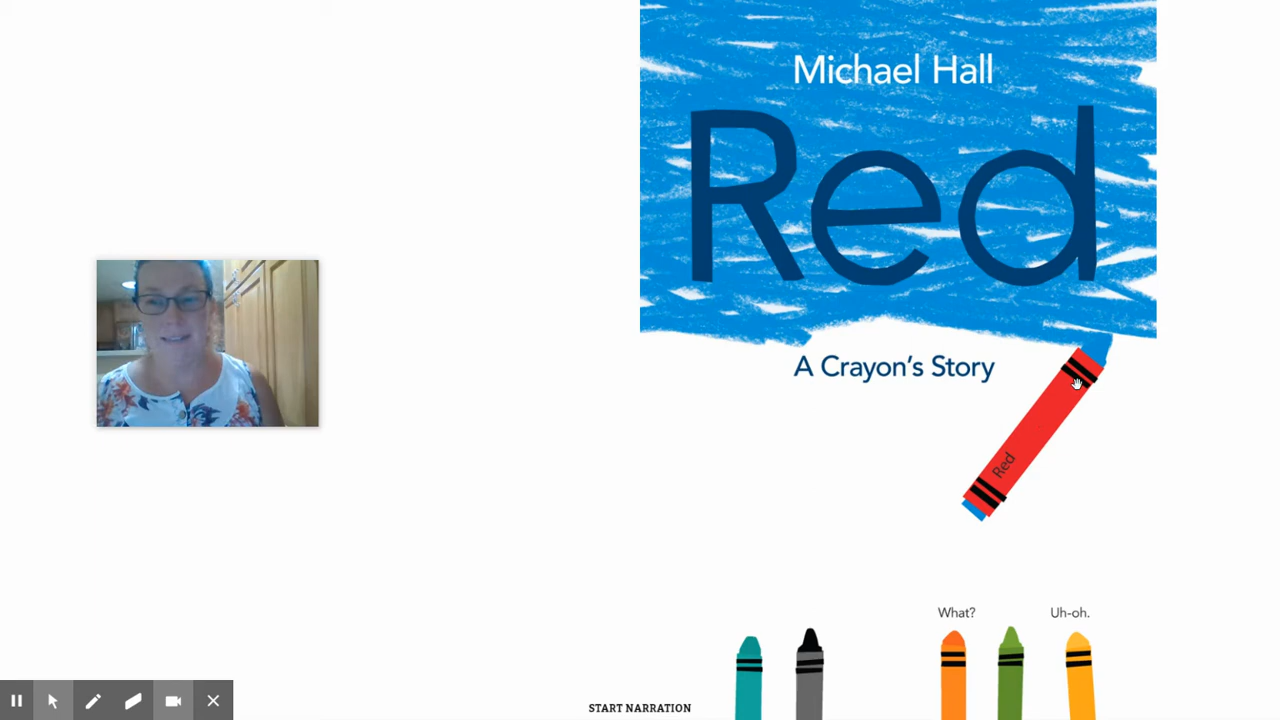 Michael Hall
Red
A Crayon's Story
Red
What?
Uh-oh.
START NARRATION